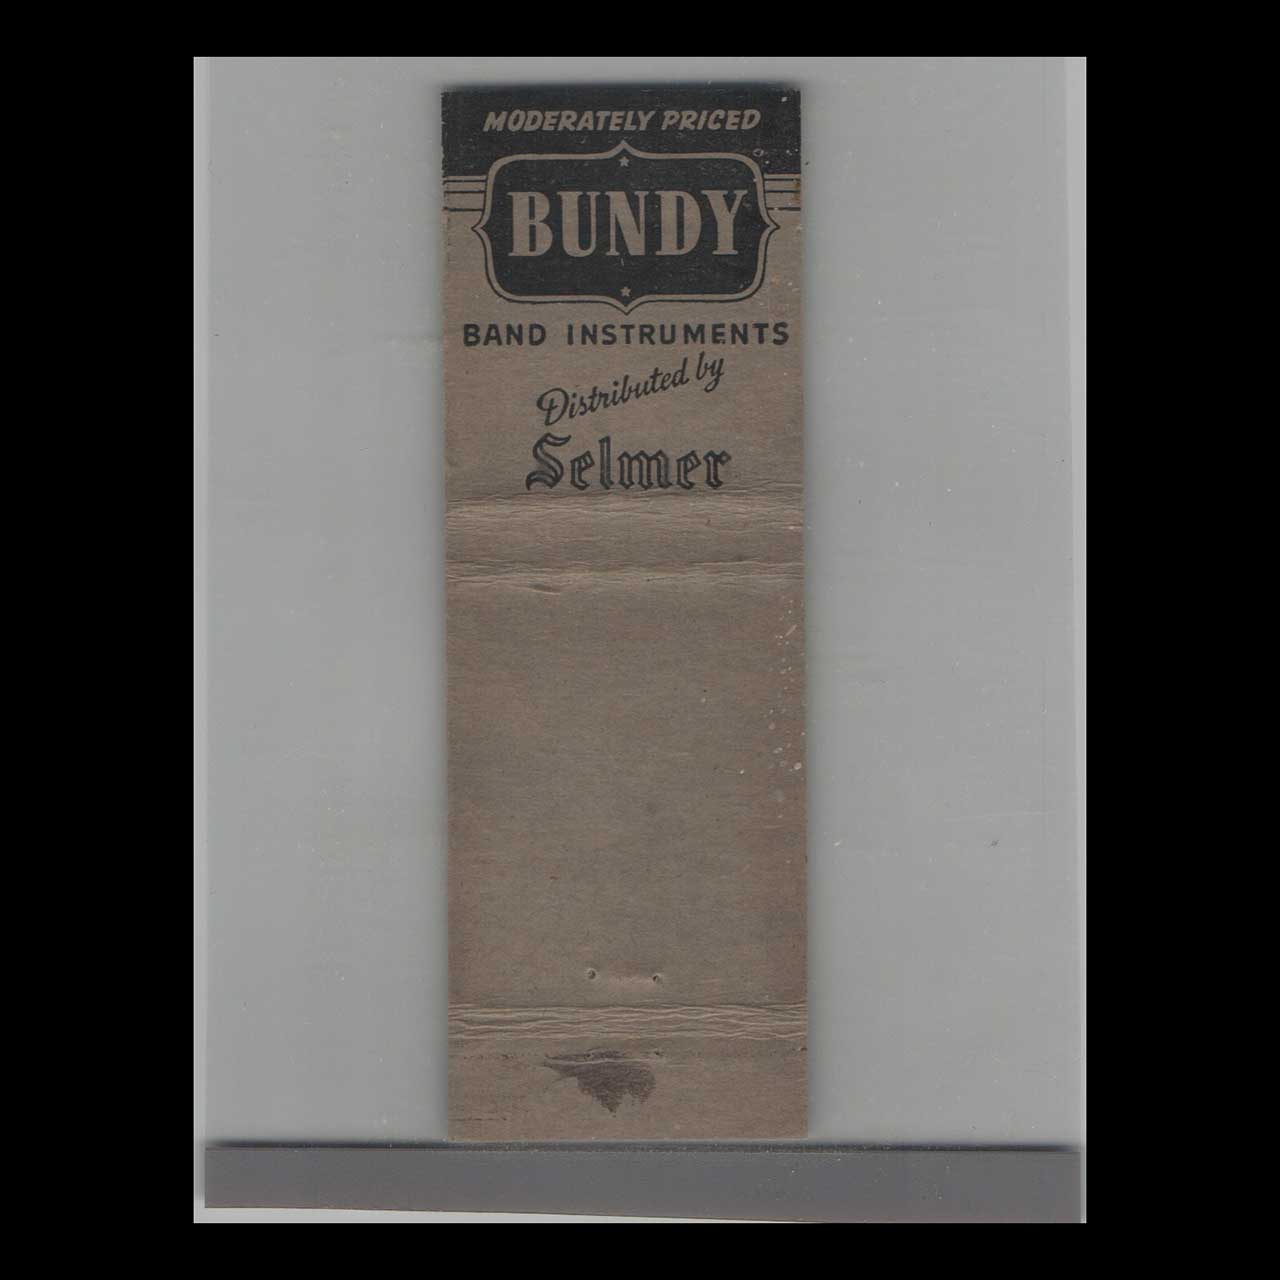 MODERATELY PRICED
BUNDY
BAND INSTRUMENTS
Distributed by
Selmer